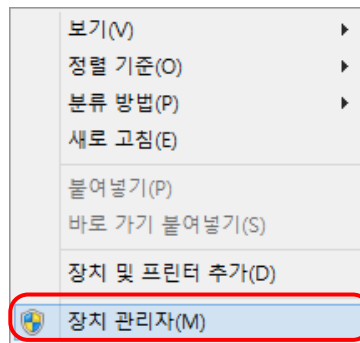 보기(V)
정렬 기준(O)
분류 방법(P)
새로 고침(E)
붙여넣기(P)
바로 가기 붙여넣기(S)
장치 및 프린터 추가(D)
장치 관리자(M)